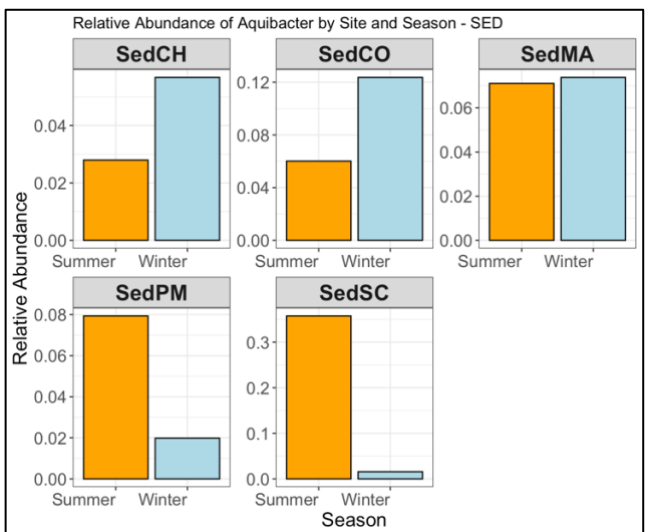 Relative Abundance of Aquibacter by Site and Season - SED
SedCH SedCO SedMA
0.04
0.02
0.00
0.12
0.08
0.04
0.00
0.06
0.04
0.02
0.00
Summer Winter Summer Winter Summer Winter
Relative Abundance
SedPM SedSC
0.08
0.06
0.04
0.02
0.00
0.3
0.2
0.1
0.0
Summer Winter Summer Winter
Season